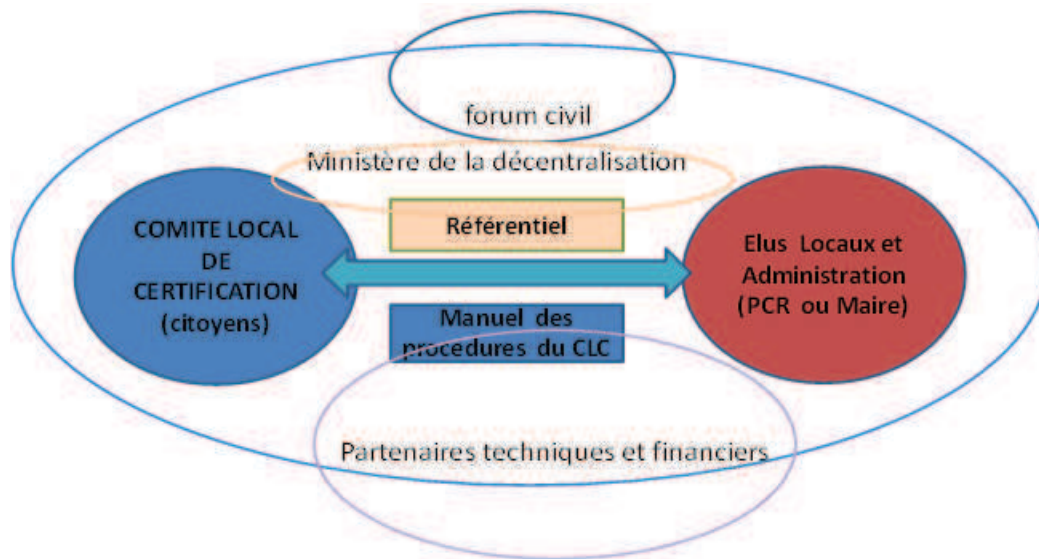 forum civil
Ministère de la décentralisation
COMITE LOCAL
DE
CERTIFICATION
(citoyens)
Référentiel
Elus Locaux et
Administration
(PCR ou Maire)
Manuel des
procedures du CLC
Partenaires techniques et financiers